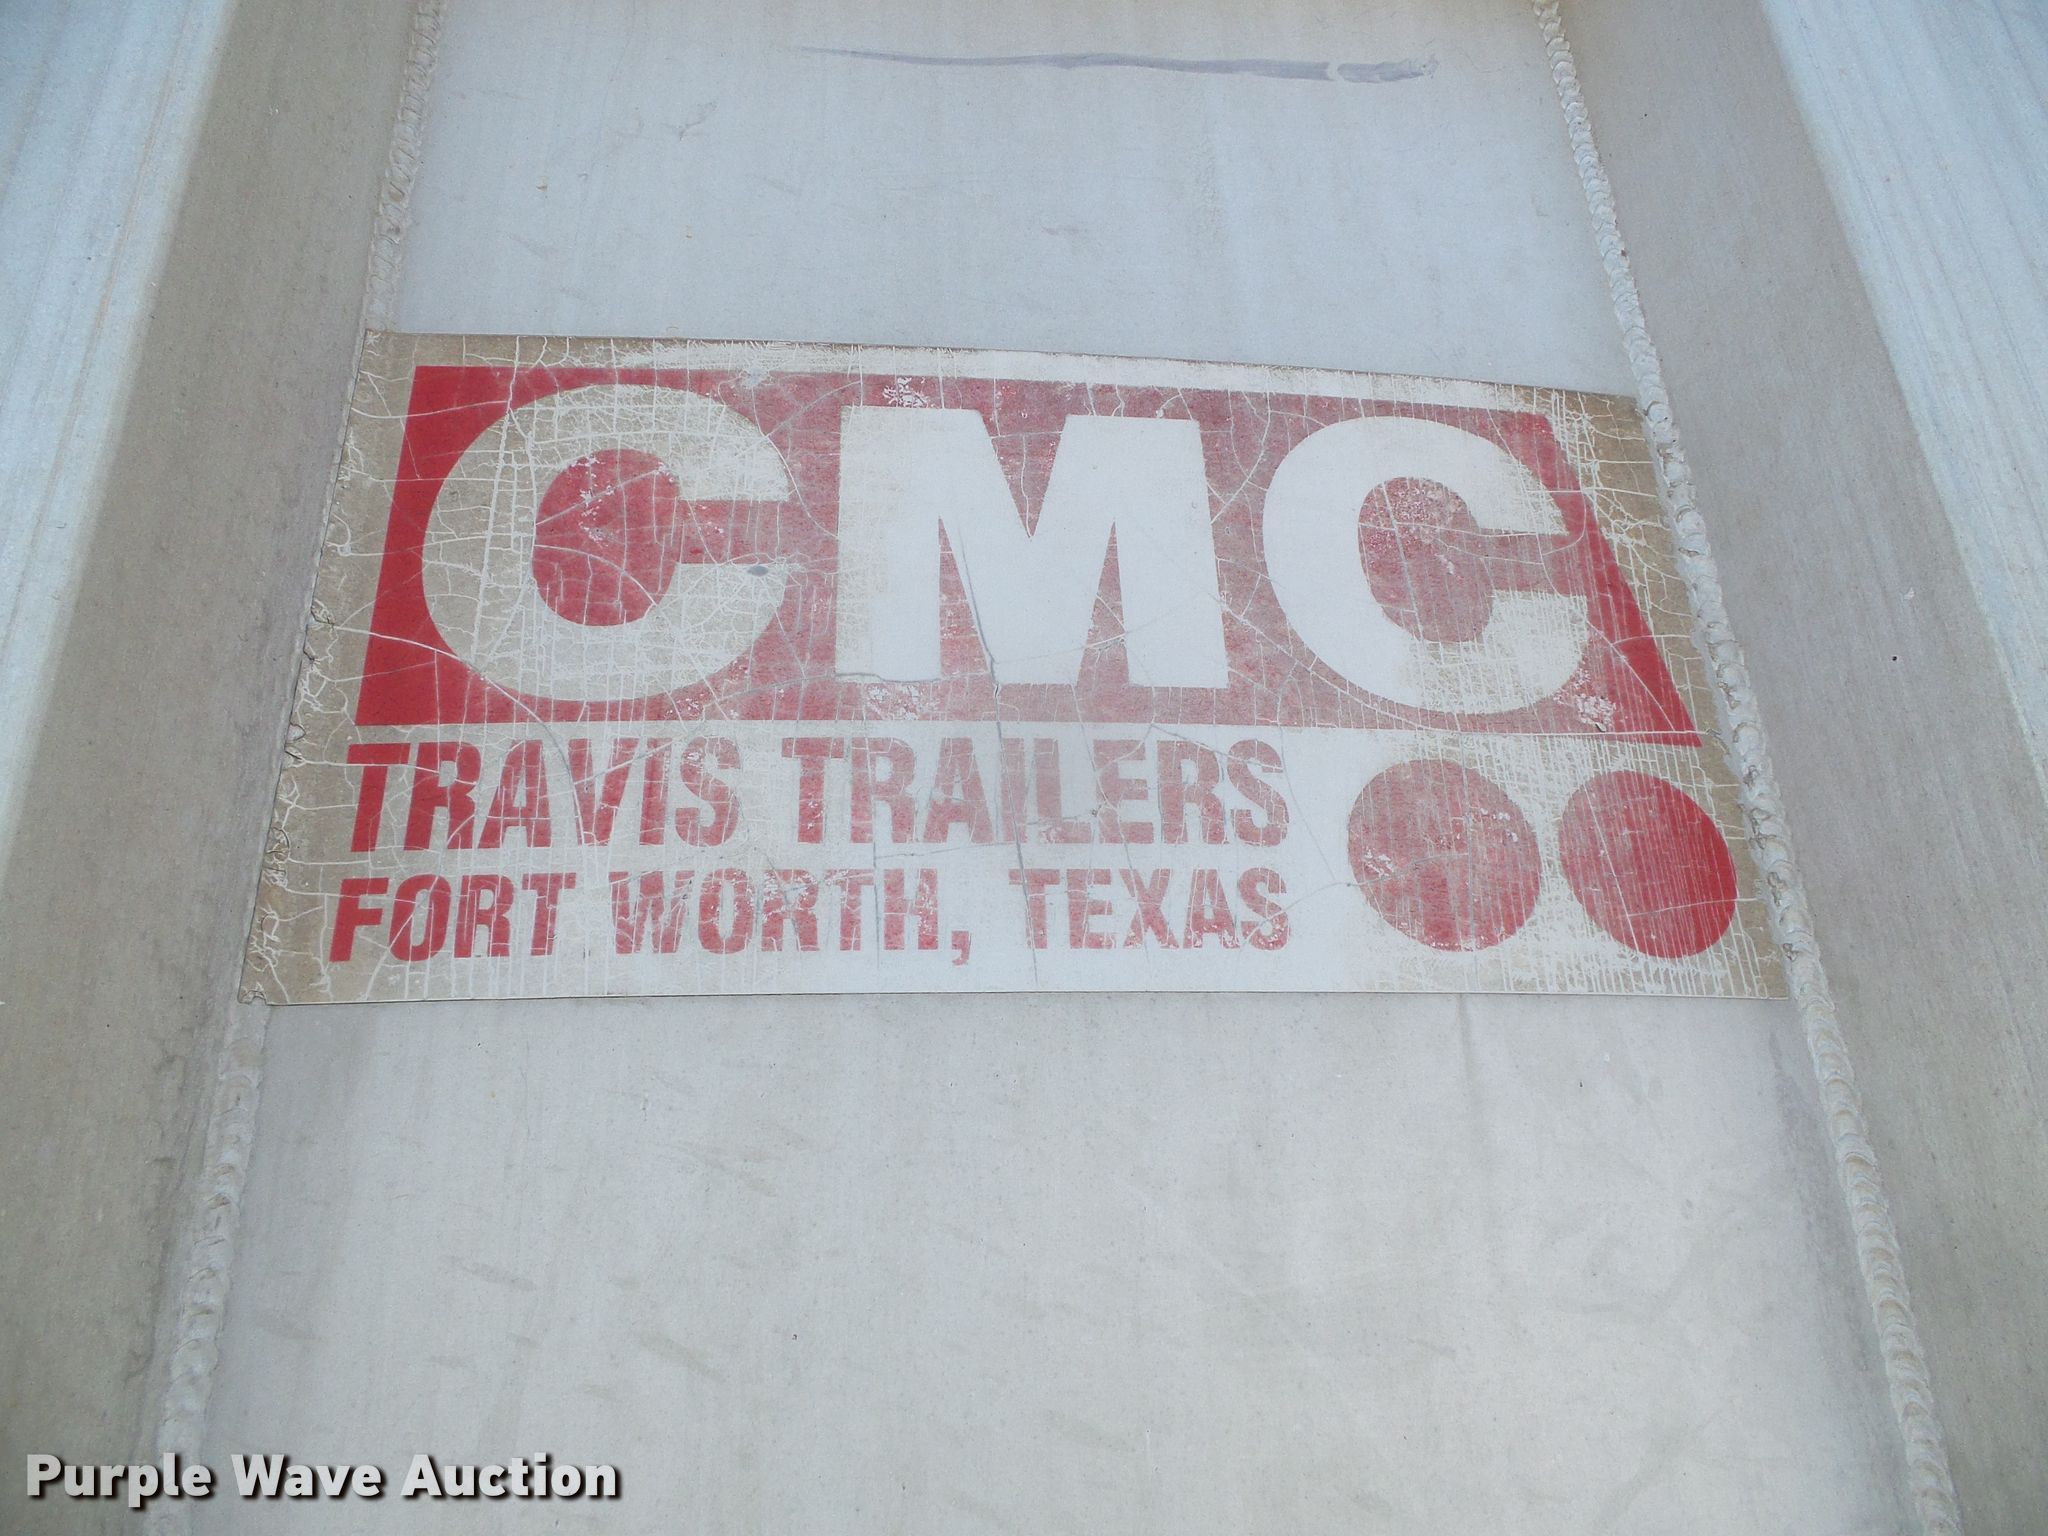 CMC
TRAVIS TRAILERS
FORT WORTH, TEXAS
Purple Wave Auction